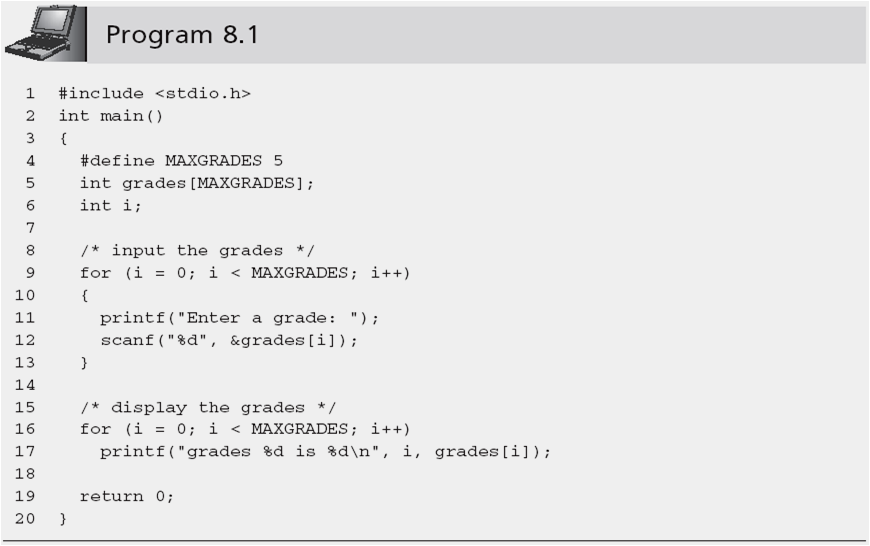 Program 8.1
1 #include <stdio.h>
2 int main()
3 {
4   #define MAXGRADES 5
5   int grades[MAXGRADES];
6   int i;
7
8   /* input the grades */
9   for (i = 0; i < MAXGRADES; i++)
10   {
11     printf("Enter a grade: ");
12     scanf("%d", &grades[i]);
13   }
14
15   /* display the grades */
16   for (i = 0; i < MAXGRADES; i++)
17     printf("grades %d is %d\n", i, grades[i]);
18
19   return 0;
20 }